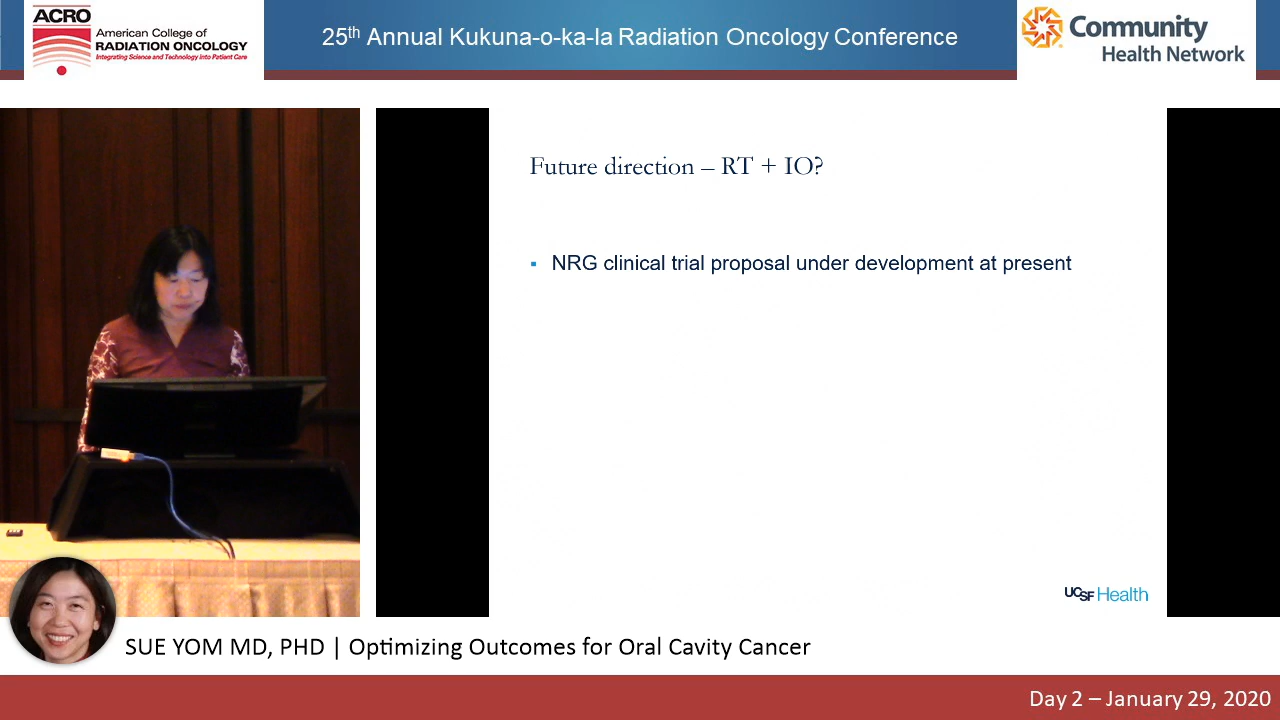 ACRO
American College of
RADIATION ONCOLOGY
Integrating Science and Technology Into Patient Care
25th Annual Kukuna-o-ka-la Radiation Oncology Conference
Community
Health Network
Future direction – RT + IO?
▪ NRG clinical trial proposal under development at present
UCSF Health
SUE YOM MD, PHD | Optimizing Outcomes for Oral Cavity Cancer
Day 2 – January 29, 2020